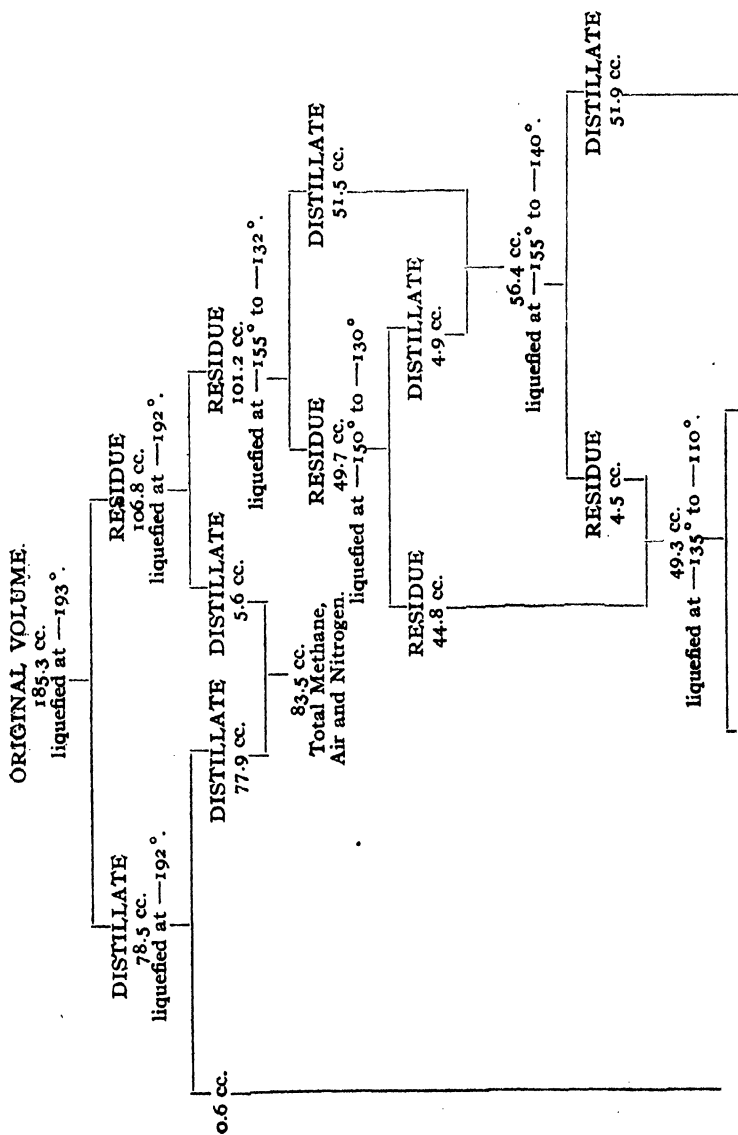 ORIGINAL VOLUME.
185.3 cc.
liquefied at —193°.
DISTILLATE
78.5 cc.
liquefied at —192°.
RESIDUE
106.8 cc.
liquefied at —192°.
0.6 cc.
DISTILLATE
77.9 cc.
DISTILLATE
5.6 cc.
RESIDUE
101.2 cc.
liquefied at —155° to —132°.
83.5 cc.
Total Methane,
Air and Nitrogen.
RESIDUE
49.7 cc.
liquefied at —150° to —130°
DISTILLATE
51.5 cc.
RESIDUE
44.8 cc.
DISTILLATE
4.9 cc.
56.4 cc.
liquefied at —155° to —140°.
RESIDUE
4.5 cc.
DISTILLATE
51.9 cc.
49.3 cc.
liquefied at —135° to —110°.